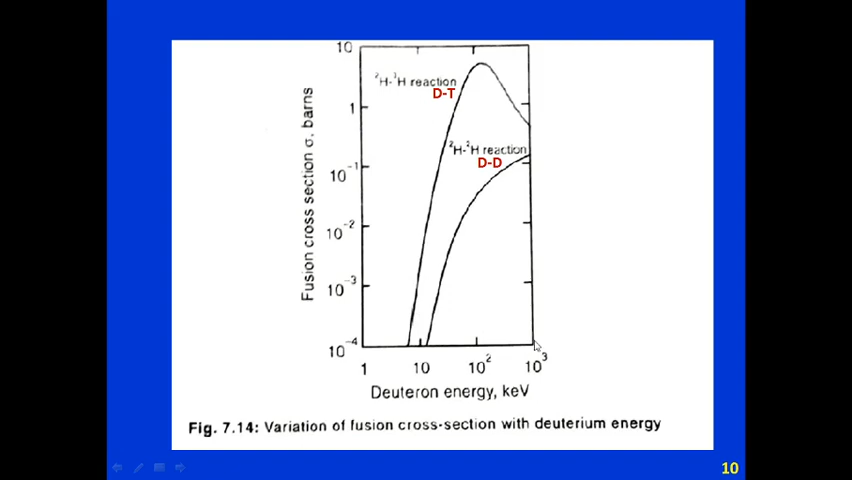 10
²H-³H reaction
D-T
1
²H-²H reaction
D-D
10⁻¹
Fusion cross section σ, barns
10⁻²
10⁻³
10⁻⁴
1 10 10² 10³
Deuteron energy, keV
Fig. 7.14: Variation of fusion cross-section with deuterium energy
10